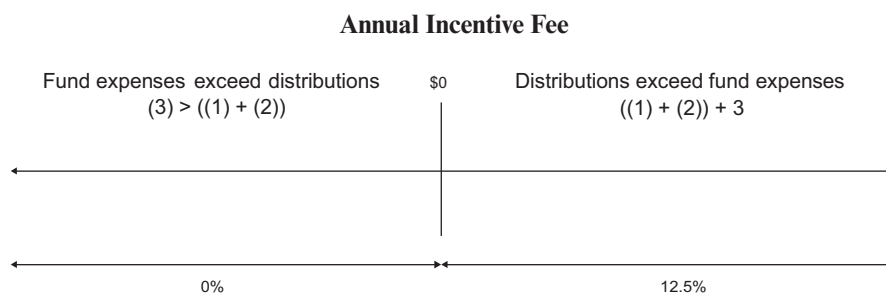 Annual Incentive Fee
Fund expenses exceed distributions
(3) > ((1) + (2))
$0
Distributions exceed fund expenses
((1) + (2)) + 3
0%
12.5%